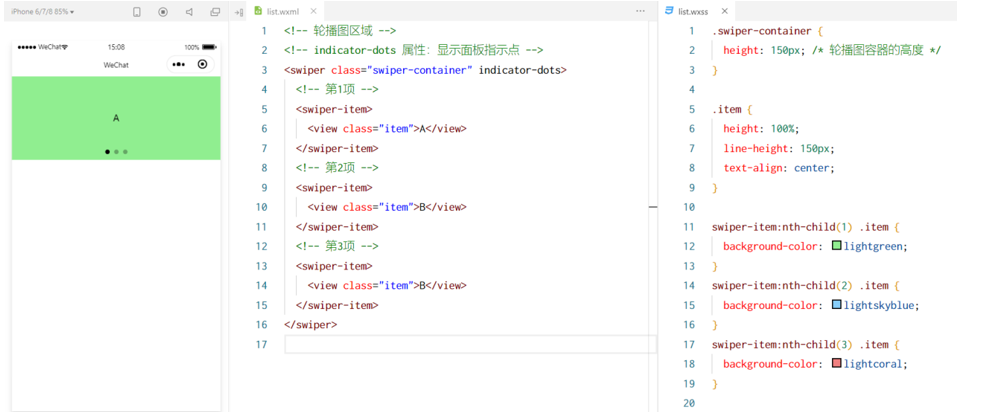 iPhone 6/7/8 85%
WeChat
15:08
100%
WeChat
A
list.wxml
1 <!-- 轮播图区域 -->
2 <!-- indicator-dots 属性：显示面板指示点 -->
3 <swiper class="swiper-container" indicator-dots>
4 <!-- 第1项 -->
5 <swiper-item>
6 <view class="item">A</view>
7 </swiper-item>
8 <!-- 第2项 -->
9 <swiper-item>
10 <view class="item">B</view>
11 </swiper-item>
12 <!-- 第3项 -->
13 <swiper-item>
14 <view class="item">B</view>
15 </swiper-item>
16 </swiper>
17
list.wxss
1 .swiper-container {
2 height: 150px; /* 轮播图容器的高度 */
3 }
4
5 .item {
6 height: 100%;
7 line-height: 150px;
8 text-align: center;
9 }
10
11 swiper-item:nth-child(1) .item {
12 background-color: lightgreen;
13 }
14 swiper-item:nth-child(2) .item {
15 background-color: lightskyblue;
16 }
17 swiper-item:nth-child(3) .item {
18 background-color: lightcoral;
19 }
20